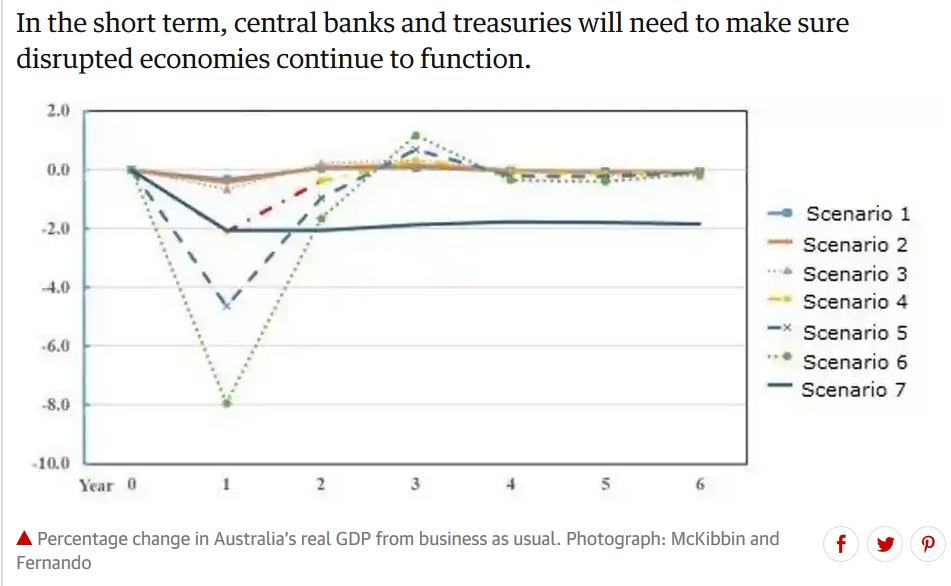 In the short term, central banks and treasuries will need to make sure
disrupted economies continue to function.
2.0
0.0
-2.0
-4.0
-6.0
-8.0
-10.0
Year 0 1 2 3 4 5 6
Scenario 1
Scenario 2
Scenario 3
Scenario 4
Scenario 5
Scenario 6
Scenario 7
Percentage change in Australia's real GDP from business as usual. Photograph: McKibbin and
Fernando